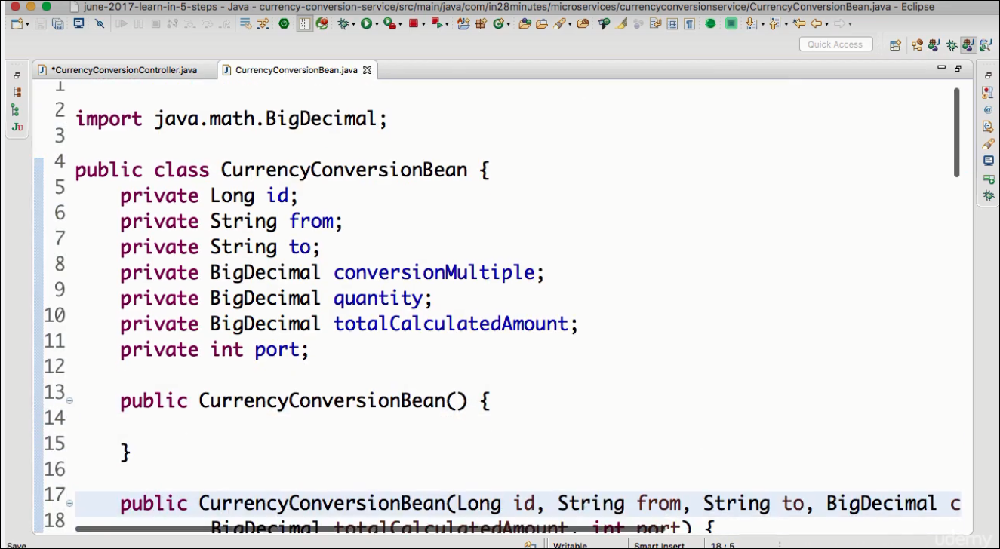 june-2017-learn-in-5-steps - Java - currency-conversion-service/src/main/java/com/in28minutes/microservices/currencyconversionservice/CurrencyConversionBean.java - Eclipse
Quick Access
*CurrencyConversionController.java
CurrencyConversionBean.java
1
2 import java.math.BigDecimal;
3
4 public class CurrencyConversionBean {
5 private Long id;
6 private String from;
7 private String to;
8 private BigDecimal conversionMultiple;
9 private BigDecimal quantity;
10 private BigDecimal totalCalculatedAmount;
11 private int port;
12
13 public CurrencyConversionBean() {
14
15 }
16
17 public CurrencyConversionBean(Long id, String from, String to, BigDecimal c
18 BigDecimal totalCalculatedAmount, int port) {
Save
Writable
Smart Insert
18 : 5
udemy
JU